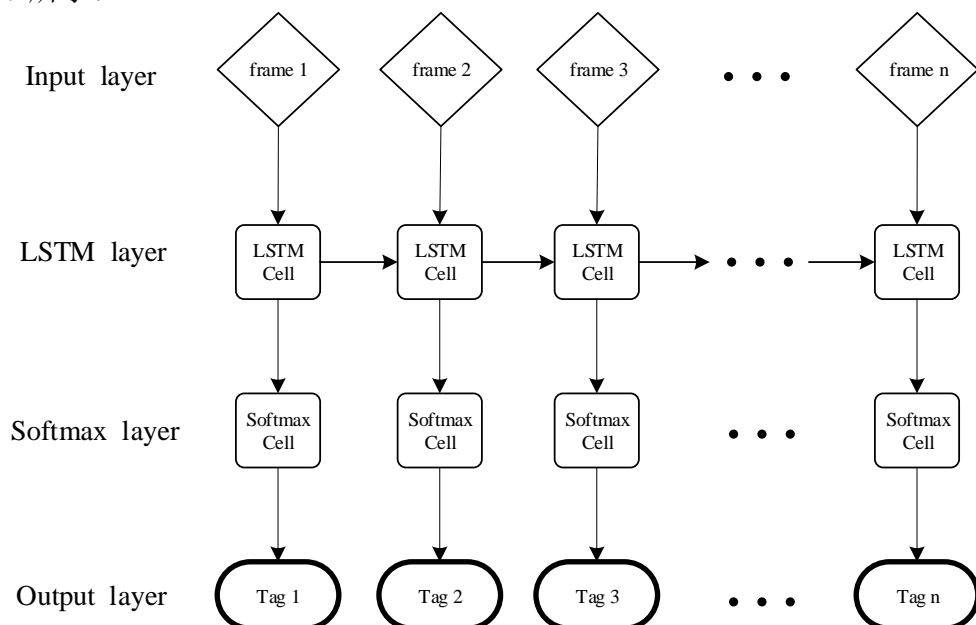 Input layer
frame 1
frame 2
frame 3
• • •
frame n
LSTM layer
LSTM
Cell
LSTM
Cell
LSTM
Cell
• • •
LSTM
Cell
Softmax layer
Softmax
Cell
Softmax
Cell
Softmax
Cell
• • •
Softmax
Cell
Output layer
Tag 1
Tag 2
Tag 3
• • •
Tag n